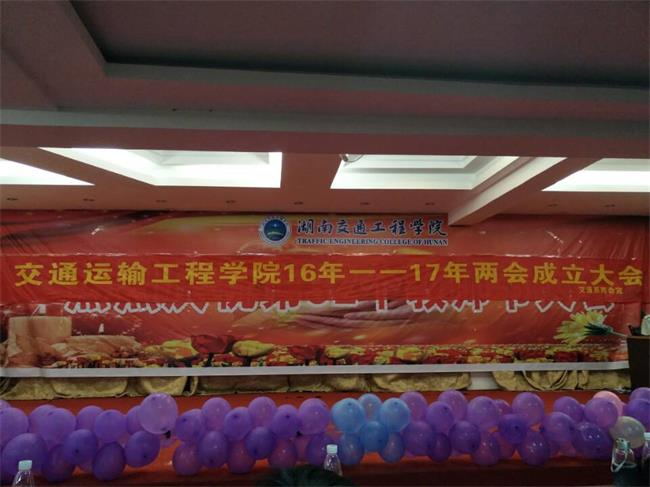 湖南交通工程学院
TRAFFIC ENGINEERING COLLEGE OF HUNAN
交通运输工程学院16年——17年两会成立大会